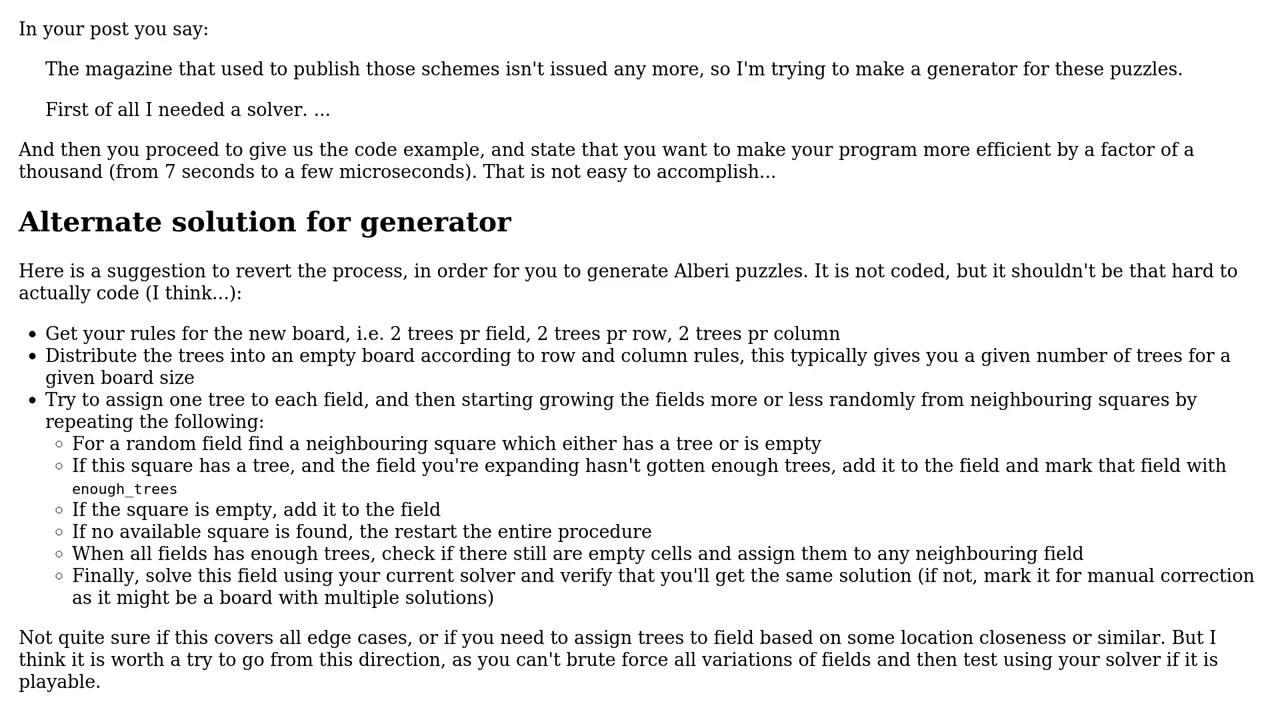 In your post you say:
The magazine that used to publish those schemes isn't issued any more, so I'm trying to make a generator for these puzzles.
First of all I needed a solver. ...
And then you proceed to give us the code example, and state that you want to make your program more efficient by a factor of a
thousand (from 7 seconds to a few microseconds). That is not easy to accomplish...
Alternate solution for generator
Here is a suggestion to revert the process, in order for you to generate Alberi puzzles. It is not coded, but it shouldn't be that hard to
actually code (I think...):
• Get your rules for the new board, i.e. 2 trees pr field, 2 trees pr row, 2 trees pr column
• Distribute the trees into an empty board according to row and column rules, this typically gives you a given number of trees for a
given board size
• Try to assign one tree to each field, and then starting growing the fields more or less randomly from neighbouring squares by
repeating the following:
◦ For a random field find a neighbouring square which either has a tree or is empty
◦ If this square has a tree, and the field you're expanding hasn't gotten enough trees, add it to the field and mark that field with
enough_trees
◦ If the square is empty, add it to the field
◦ If no available square is found, the restart the entire procedure
◦ When all fields has enough trees, check if there still are empty cells and assign them to any neighbouring field
◦ Finally, solve this field using your current solver and verify that you'll get the same solution (if not, mark it for manual correction
as it might be a board with multiple solutions)
Not quite sure if this covers all edge cases, or if you need to assign trees to field based on some location closeness or similar. But I
think it is worth a try to go from this direction, as you can't brute force all variations of fields and then test using your solver if it is
playable.